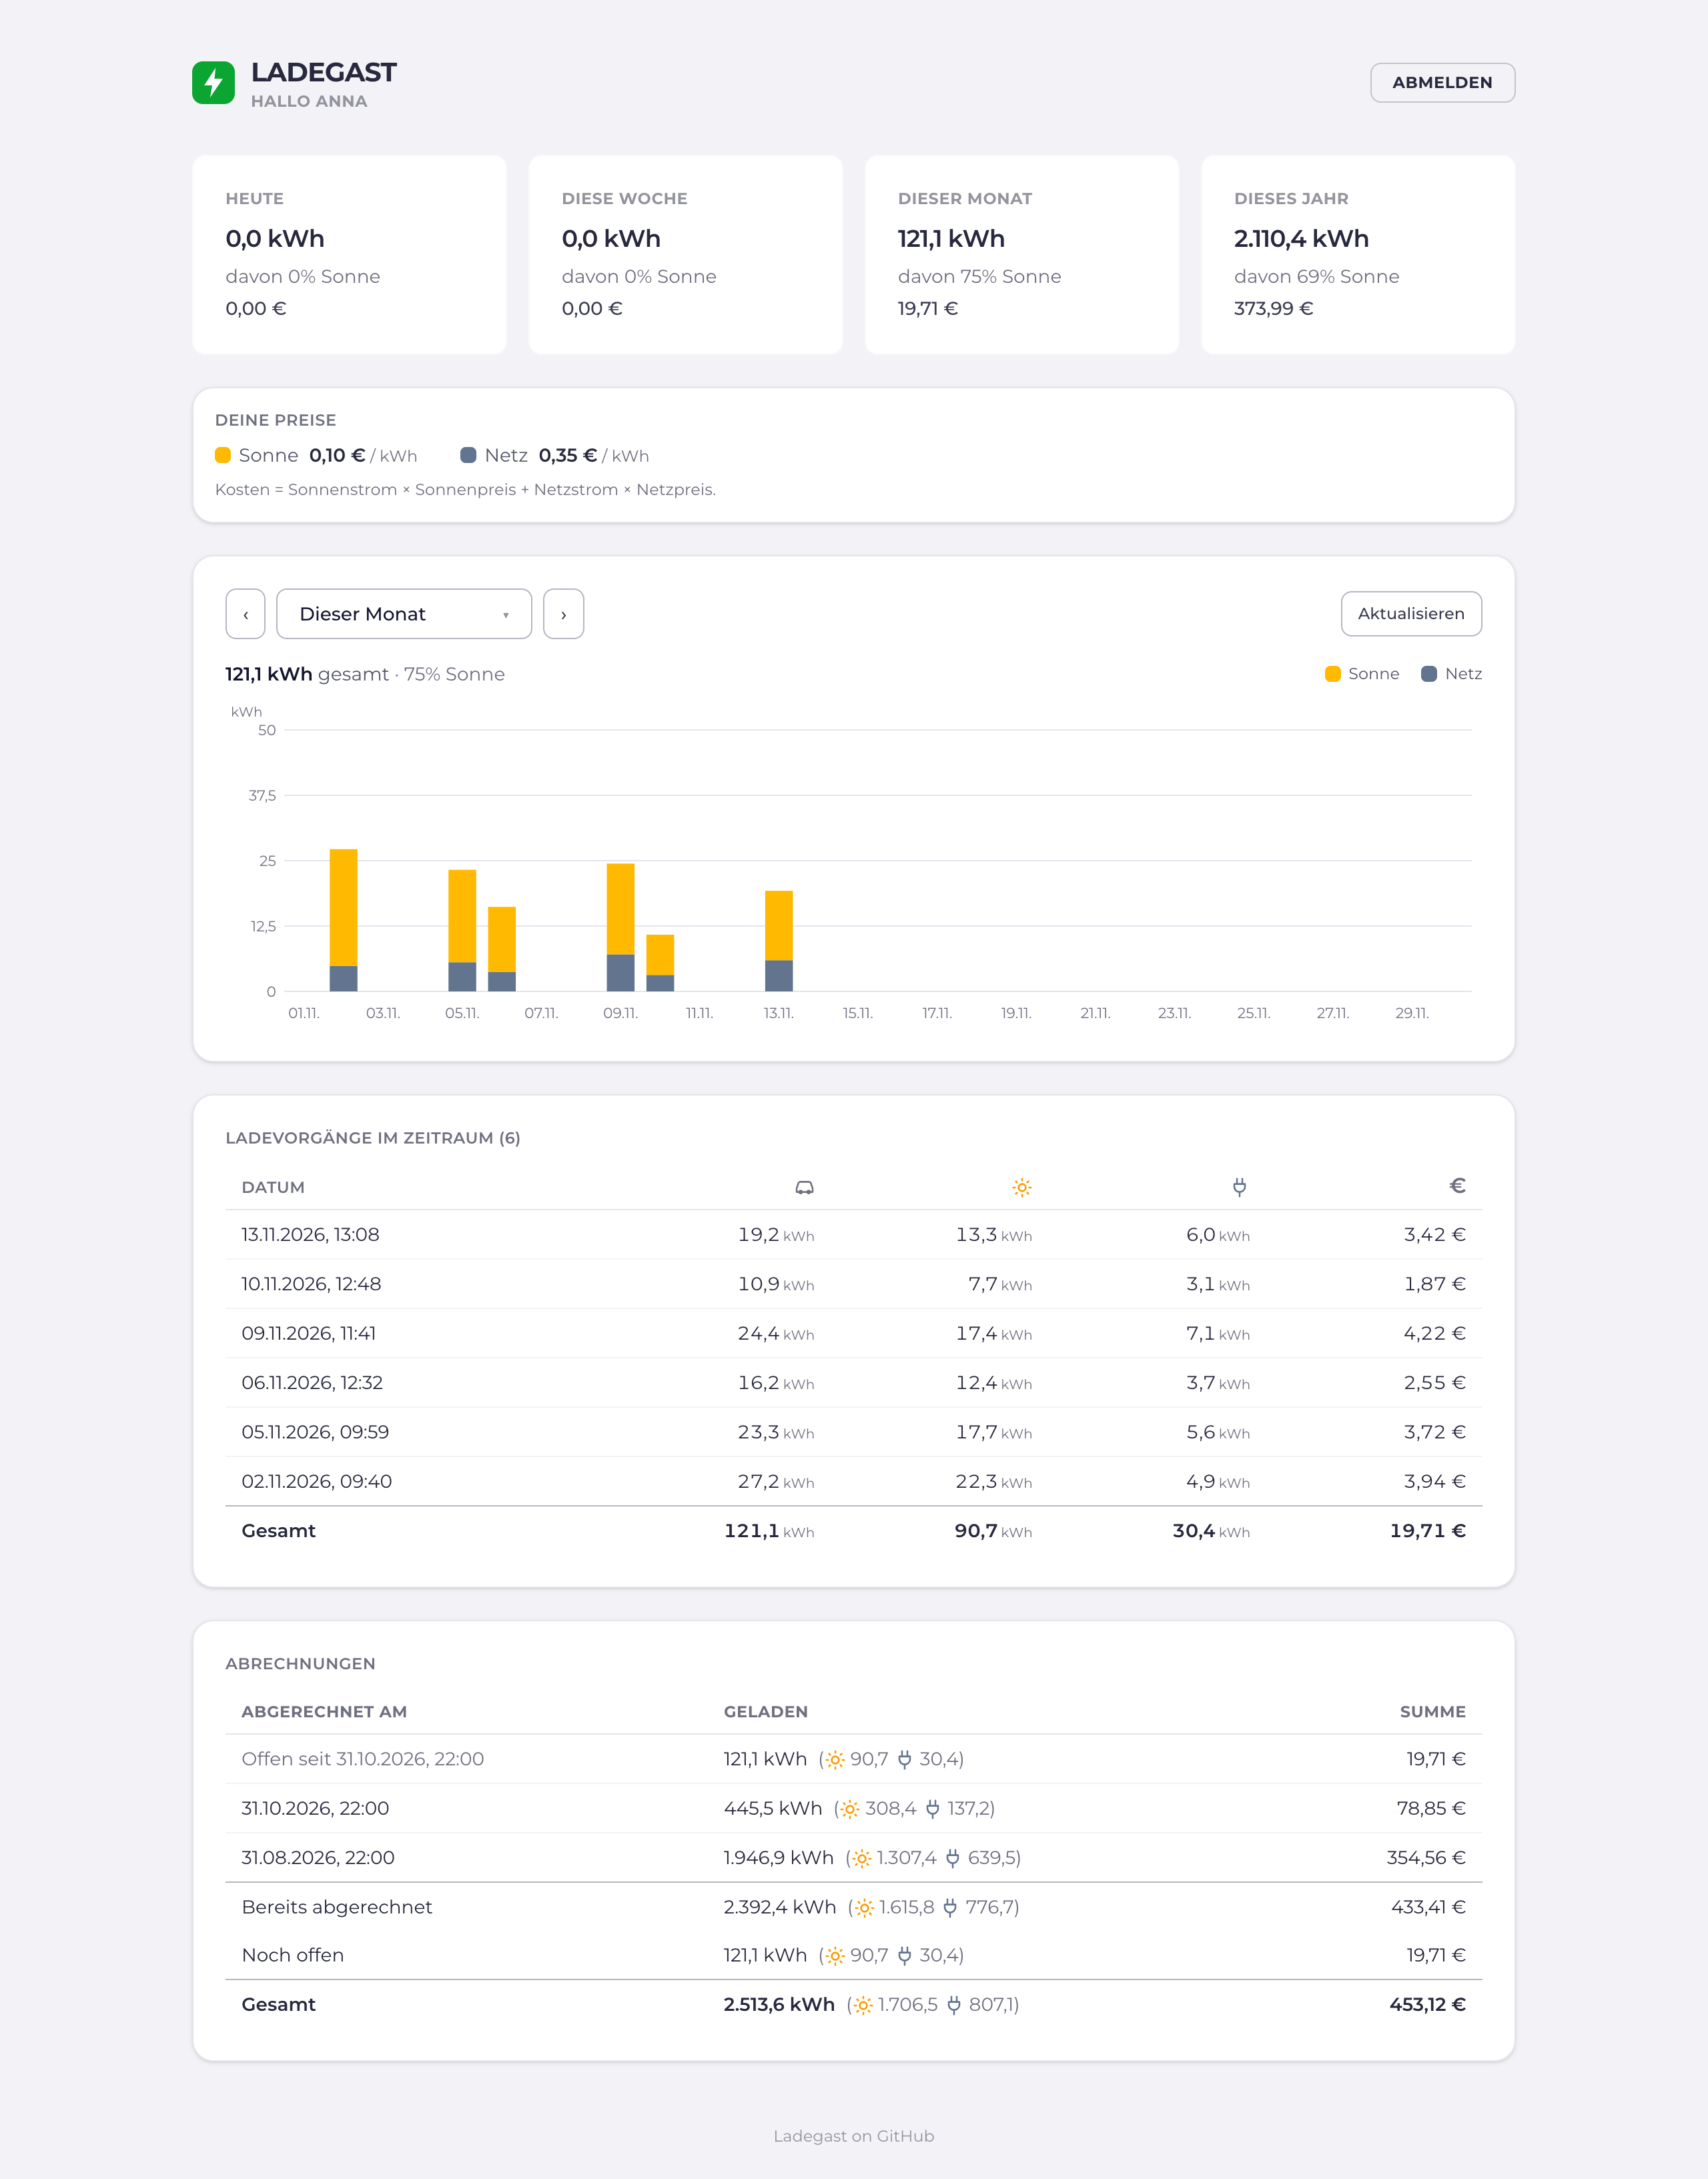 LADEGAST
HALLO ANNA
ABMELDEN
HEUTE
0,0 kWh
davon 0% Sonne
0,00 €
DIESE WOCHE
0,0 kWh
davon 0% Sonne
0,00 €
DIESER MONAT
121,1 kWh
davon 75% Sonne
19,71 €
DIESES JAHR
2.110,4 kWh
davon 69% Sonne
373,99 €
DEINE PREISE
Sonne 0,10 € / kWh Netz 0,35 € / kWh
Kosten = Sonnenstrom × Sonnenpreis + Netzstrom × Netzpreis.
‹ Dieser Monat ▾ › Aktualisieren
121,1 kWh gesamt · 75% Sonne Sonne Netz
kWh
50
37,5
25
12,5
0
01.11. 03.11. 05.11. 07.11. 09.11. 11.11. 13.11. 15.11. 17.11. 19.11. 21.11. 23.11. 25.11. 27.11. 29.11.
LADEVORGÄNGE IM ZEITRAUM (6)
DATUM €
13.11.2026, 13:08 19,2 kWh 13,3 kWh 6,0 kWh 3,42 €
10.11.2026, 12:48 10,9 kWh 7,7 kWh 3,1 kWh 1,87 €
09.11.2026, 11:41 24,4 kWh 17,4 kWh 7,1 kWh 4,22 €
06.11.2026, 12:32 16,2 kWh 12,4 kWh 3,7 kWh 2,55 €
05.11.2026, 09:59 23,3 kWh 17,7 kWh 5,6 kWh 3,72 €
02.11.2026, 09:40 27,2 kWh 22,3 kWh 4,9 kWh 3,94 €
Gesamt 121,1 kWh 90,7 kWh 30,4 kWh 19,71 €
ABRECHNUNGEN
ABGERECHNET AM GELADEN SUMME
Offen seit 31.10.2026, 22:00 121,1 kWh (90,7 30,4) 19,71 €
31.10.2026, 22:00 445,5 kWh (308,4 137,2) 78,85 €
31.08.2026, 22:00 1.946,9 kWh (1.307,4 639,5) 354,56 €
Bereits abgerechnet 2.392,4 kWh (1.615,8 776,7) 433,41 €
Noch offen 121,1 kWh (90,7 30,4) 19,71 €
Gesamt 2.513,6 kWh (1.706,5 807,1) 453,12 €
Ladegast on GitHub